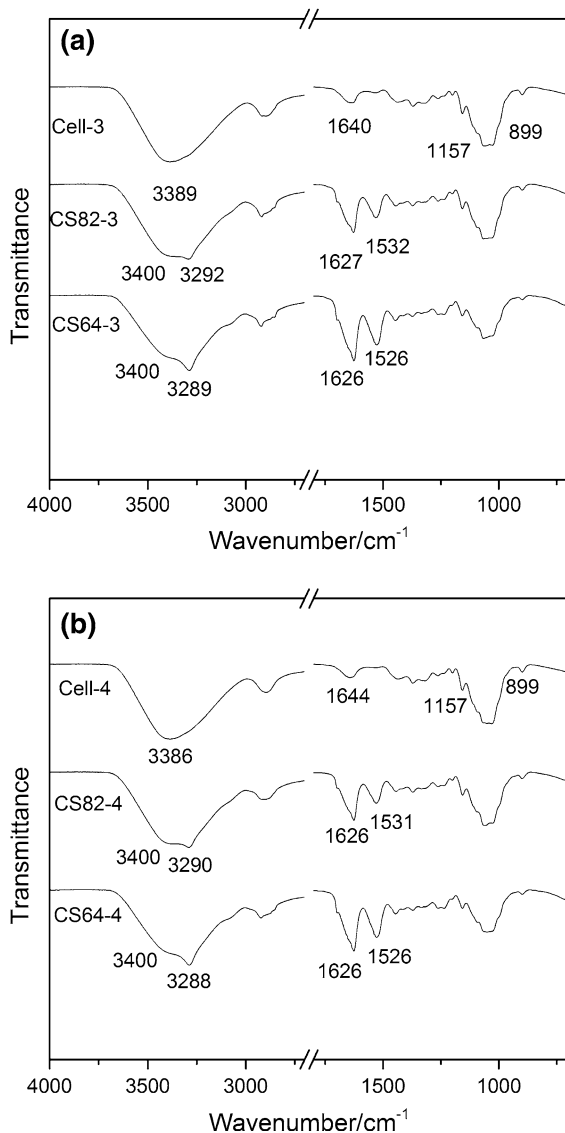 (a)
Cell-3
1640
1157
899
3389
CS82-3
3400
3292
1627
1532
CS64-3
3400
3289
1626
1526
Transmittance
4000
3500
3000
1500
1000
Wavenumber/cm⁻¹
(b)
Cell-4
1644
1157
899
3386
CS82-4
3400
3290
1626
1531
CS64-4
3400
3288
1626
1526
Transmittance
4000
3500
3000
1500
1000
Wavenumber/cm⁻¹